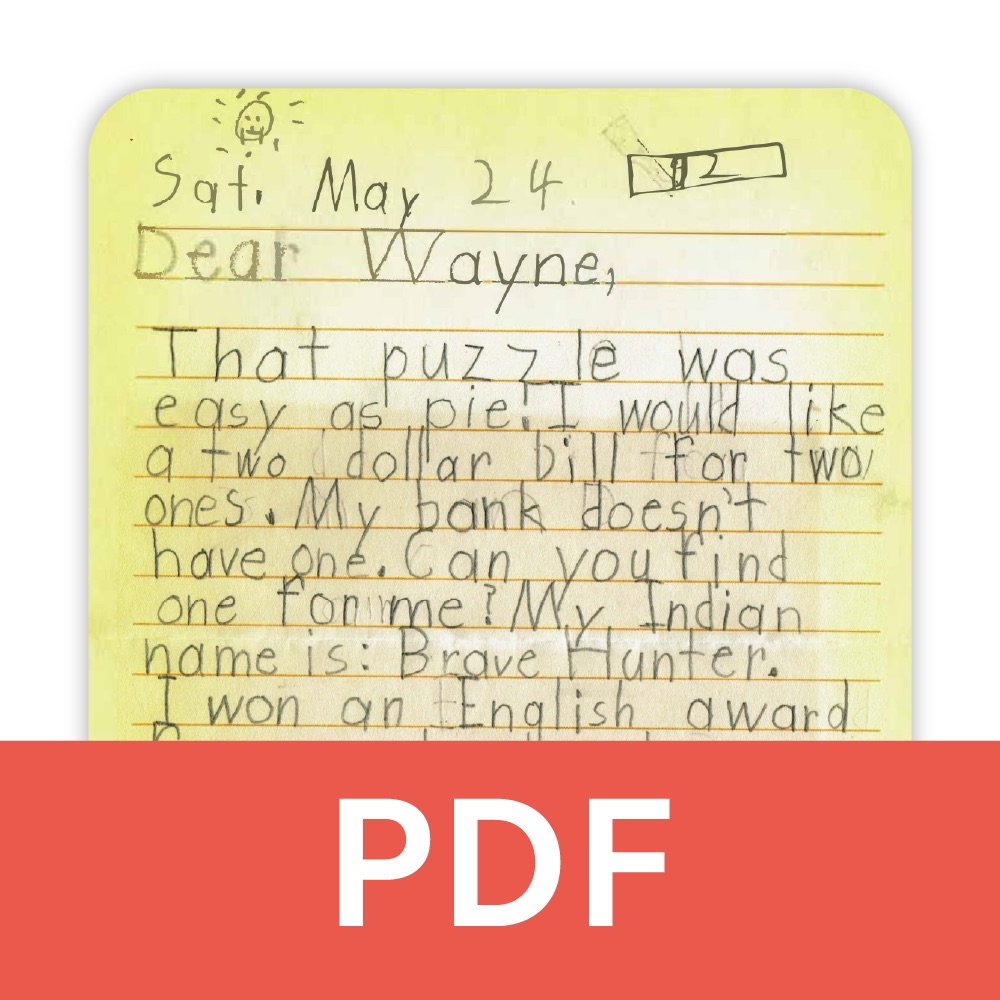 Sat. May 24.
2
Dear Wayne,
That puzzle was
easy as pie! I would like
a two dollar bill for two
ones. My bank doesn't
have one. Can you find
one for me? My Indian
name is: Brave Hunter.
I won an English award
PDF